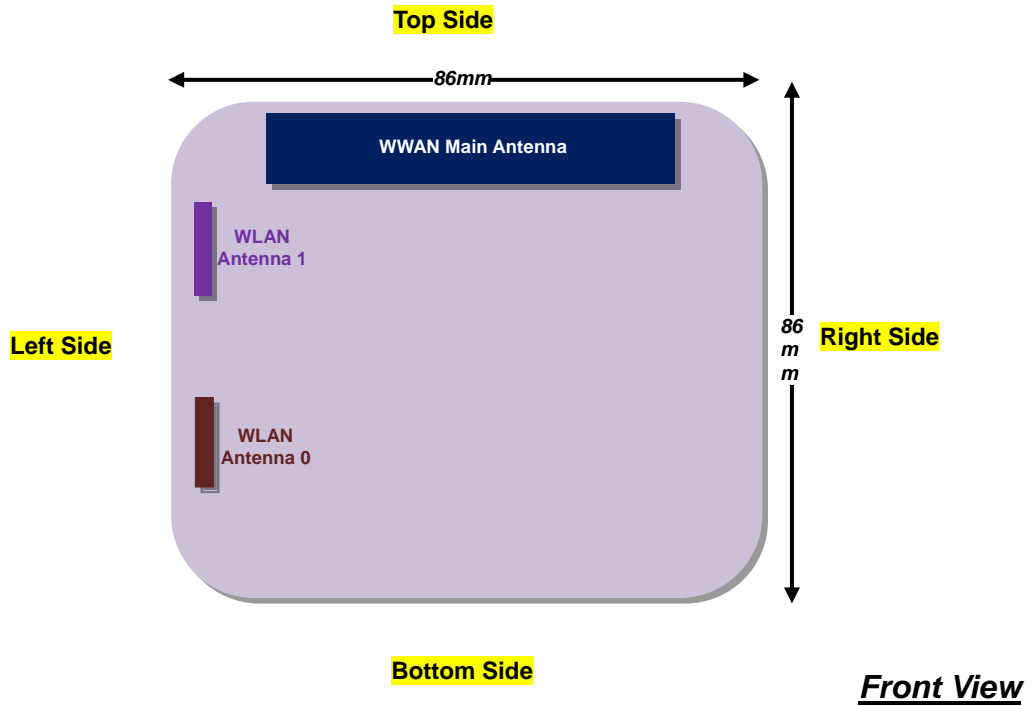 Top Side
86mm
WWAN Main Antenna
WLAN
Antenna 1
Left Side
86
m
m
Right Side
WLAN
Antenna 0
Bottom Side
Front View